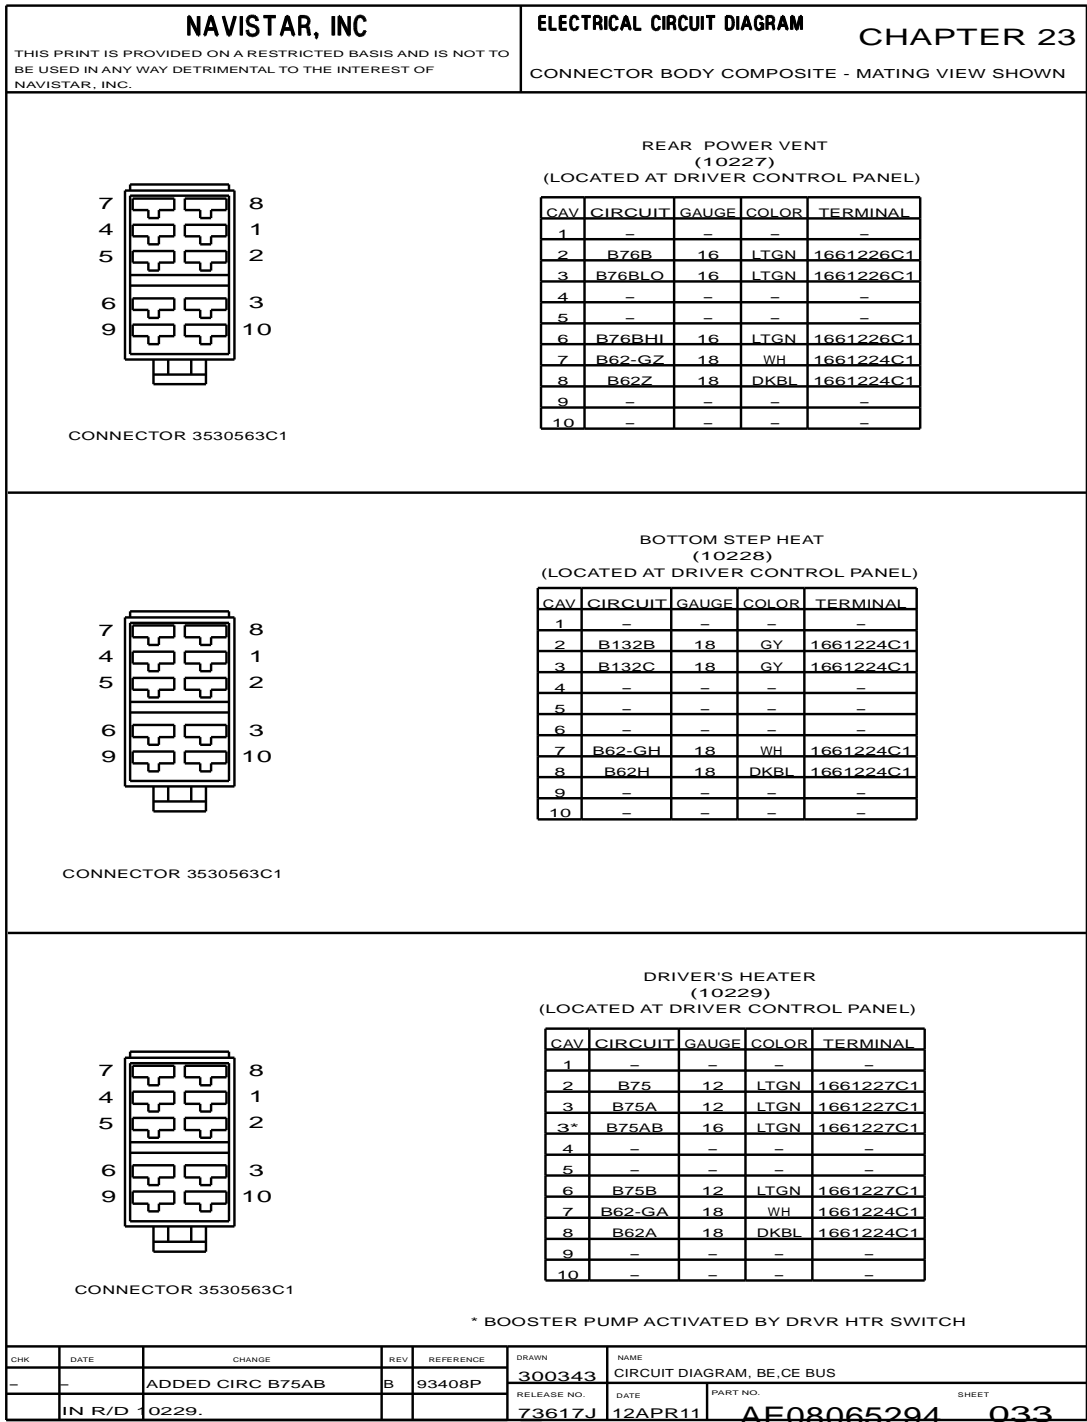 NAVISTAR, INC
THIS PRINT IS PROVIDED ON A RESTRICTED BASIS AND IS NOT TO
BE USED IN ANY WAY DETRIMENTAL TO THE INTEREST OF
NAVISTAR, INC.
ELECTRICAL CIRCUIT DIAGRAM
CHAPTER 23
CONNECTOR BODY COMPOSITE - MATING VIEW SHOWN
REAR POWER VENT
(10227)
(LOCATED AT DRIVER CONTROL PANEL)
7 8
4 1
5 2
6 3
9 10
CONNECTOR 3530563C1
CAV CIRCUIT GAUGE COLOR TERMINAL
1 – – – –
2 B76B 16 LTGN 1661226C1
3 B76BLO 16 LTGN 1661226C1
4 – – – –
5 – – – –
6 B76BHI 16 LTGN 1661226C1
7 B62-GZ 18 WH 1661224C1
8 B62Z 18 DKBL 1661224C1
9 – – – –
10 – – – –
BOTTOM STEP HEAT
(10228)
(LOCATED AT DRIVER CONTROL PANEL)
7 8
4 1
5 2
6 3
9 10
CONNECTOR 3530563C1
CAV CIRCUIT GAUGE COLOR TERMINAL
1 – – – –
2 B132B 18 GY 1661224C1
3 B132C 18 GY 1661224C1
4 – – – –
5 – – – –
6 – – – –
7 B62-GH 18 WH 1661224C1
8 B62H 18 DKBL 1661224C1
9 – – – –
10 – – – –
DRIVER'S HEATER
(10229)
(LOCATED AT DRIVER CONTROL PANEL)
7 8
4 1
5 2
6 3
9 10
CONNECTOR 3530563C1
CAV CIRCUIT GAUGE COLOR TERMINAL
1 – – – –
2 B75 12 LTGN 1661227C1
3 B75A 12 LTGN 1661227C1
3* B75AB 16 LTGN 1661227C1
4 – – – –
5 – – – –
6 B75B 12 LTGN 1661227C1
7 B62-GA 18 WH 1661224C1
8 B62A 18 DKBL 1661224C1
9 – – – –
10 – – – –
* BOOSTER PUMP ACTIVATED BY DRVR HTR SWITCH
CHK DATE CHANGE REV REFERENCE
– – ADDED CIRC B75AB B 93408P
IN R/D 10229.
DRAWN
300343
NAME
CIRCUIT DIAGRAM, BE,CE BUS
RELEASE NO.
73617J
DATE
12APR11
PART NO.
AE08065294
SHEET
033